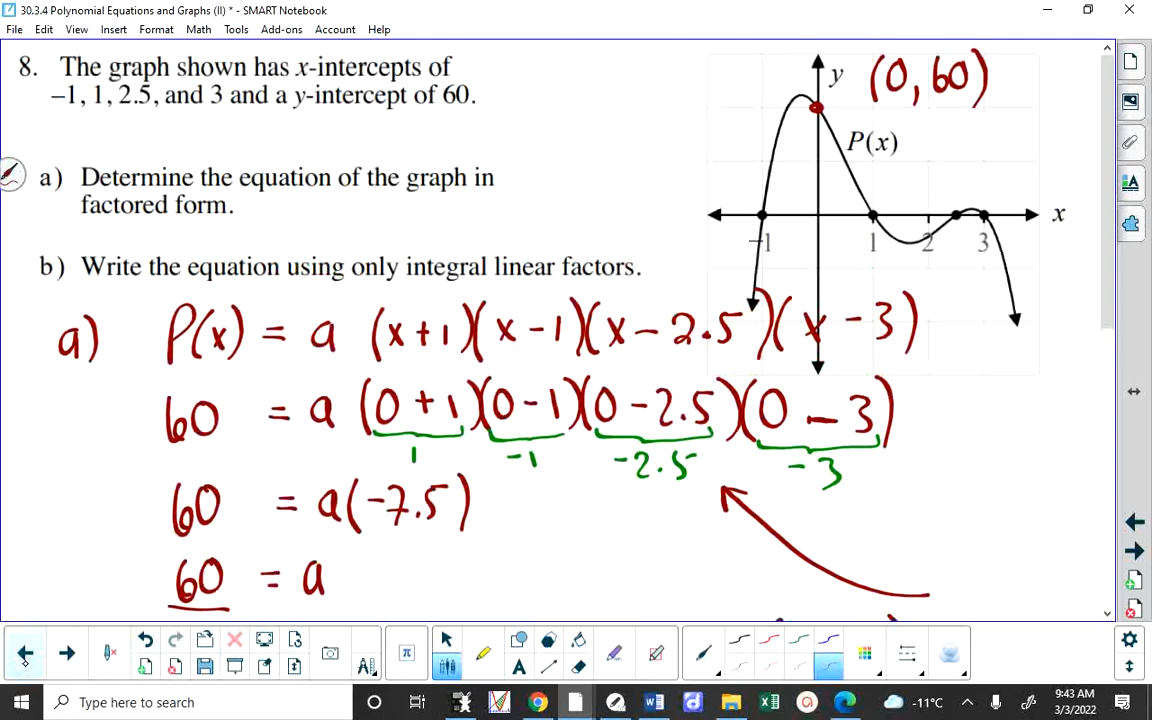 30.3.4 Polynomial Equations and Graphs (II) * - SMART Notebook
File Edit View Insert Format Math Tools Add-ons Account Help
8. The graph shown has x-intercepts of
−1, 1, 2.5, and 3 and a y-intercept of 60.
y (0, 60)
P(x)
x
−1 1 2 3
a) Determine the equation of the graph in
factored form.
b) Write the equation using only integral linear factors.
a) P(x) = a (x+1)(x-1)(x-2.5)(x-3)
60 = a (0+1)(0-1)(0-2.5)(0-3)
1 -1 -2.5 -3
60 = a(-7.5)
60 = a
π
A
Type here to search
-11°C
9:43 AM
3/3/2022